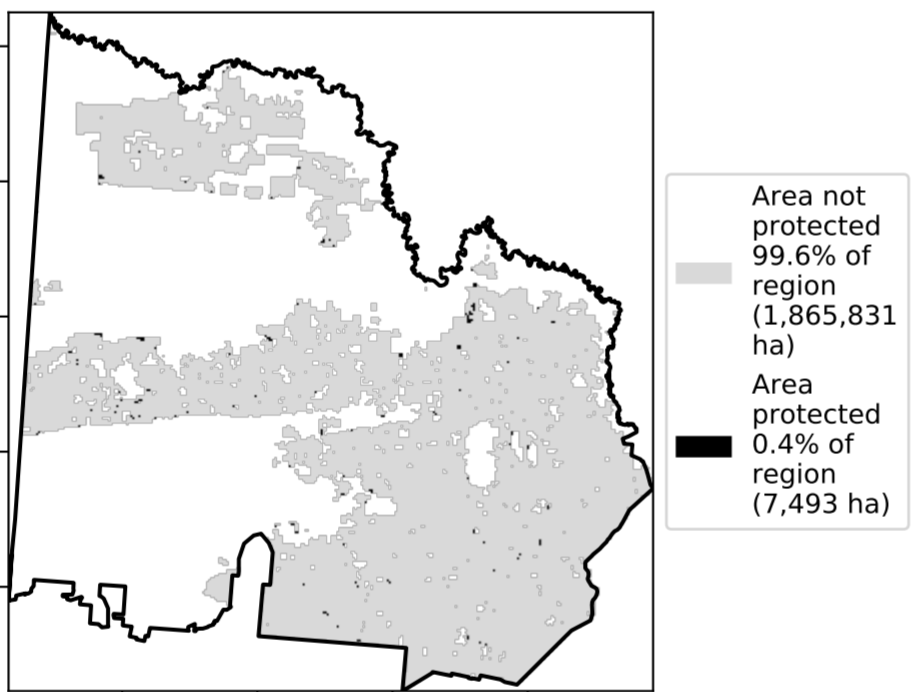 Area not
protected
99.6% of
region
(1,865,831
ha)
Area
protected
0.4% of
region
(7,493 ha)